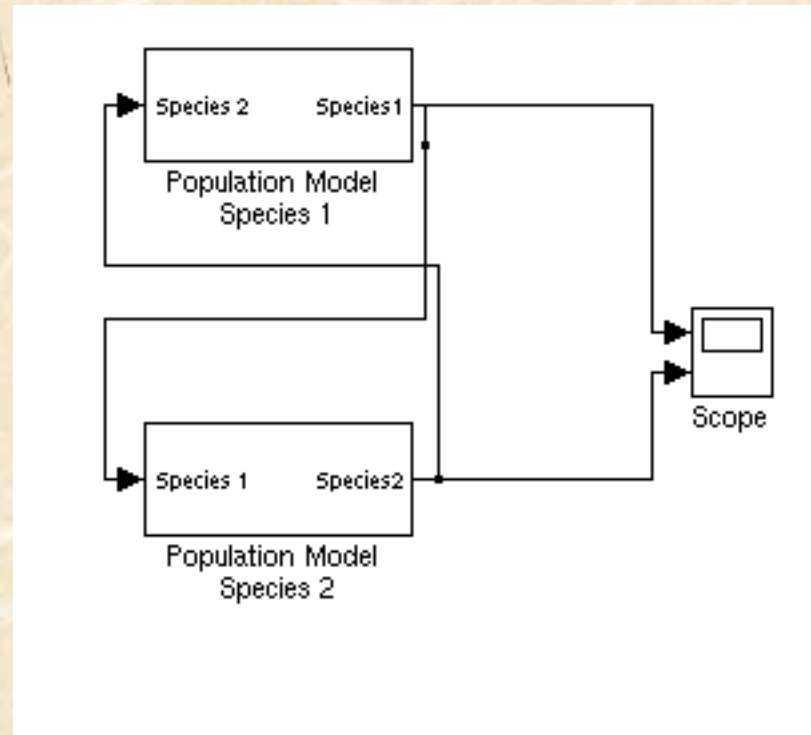 Species 2 Species1
Population Model
Species 1
Scope
Species 1 Species2
Population Model
Species 2